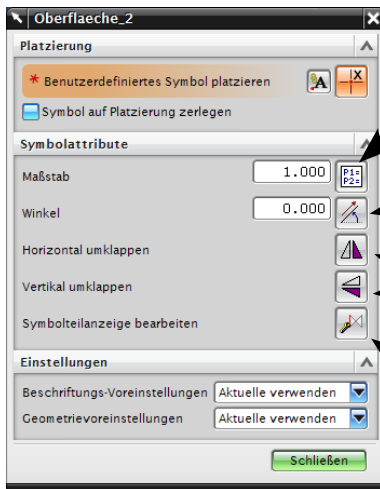 Oberflaeche_2
Platzierung
* Benutzerdefiniertes Symbol platzieren
A
X
Symbol auf Platzierung zerlegen
Symbolattribute
Maßstab 1.000 P1= P2=
Winkel 0.000
Horizontal umklappen
Vertikal umklappen
Symbolteilanzeige bearbeiten
Einstellungen
Beschriftungs-Voreinstellungen Aktuelle verwenden
Geometrievoreinstellungen Aktuelle verwenden
Schließen